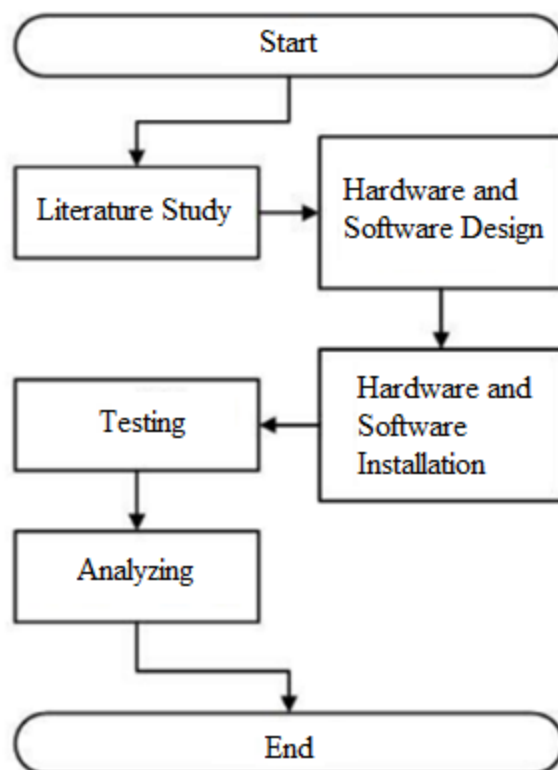 Start
Literature Study
Hardware and
Software Design
Hardware and
Software
Installation
Testing
Analyzing
End